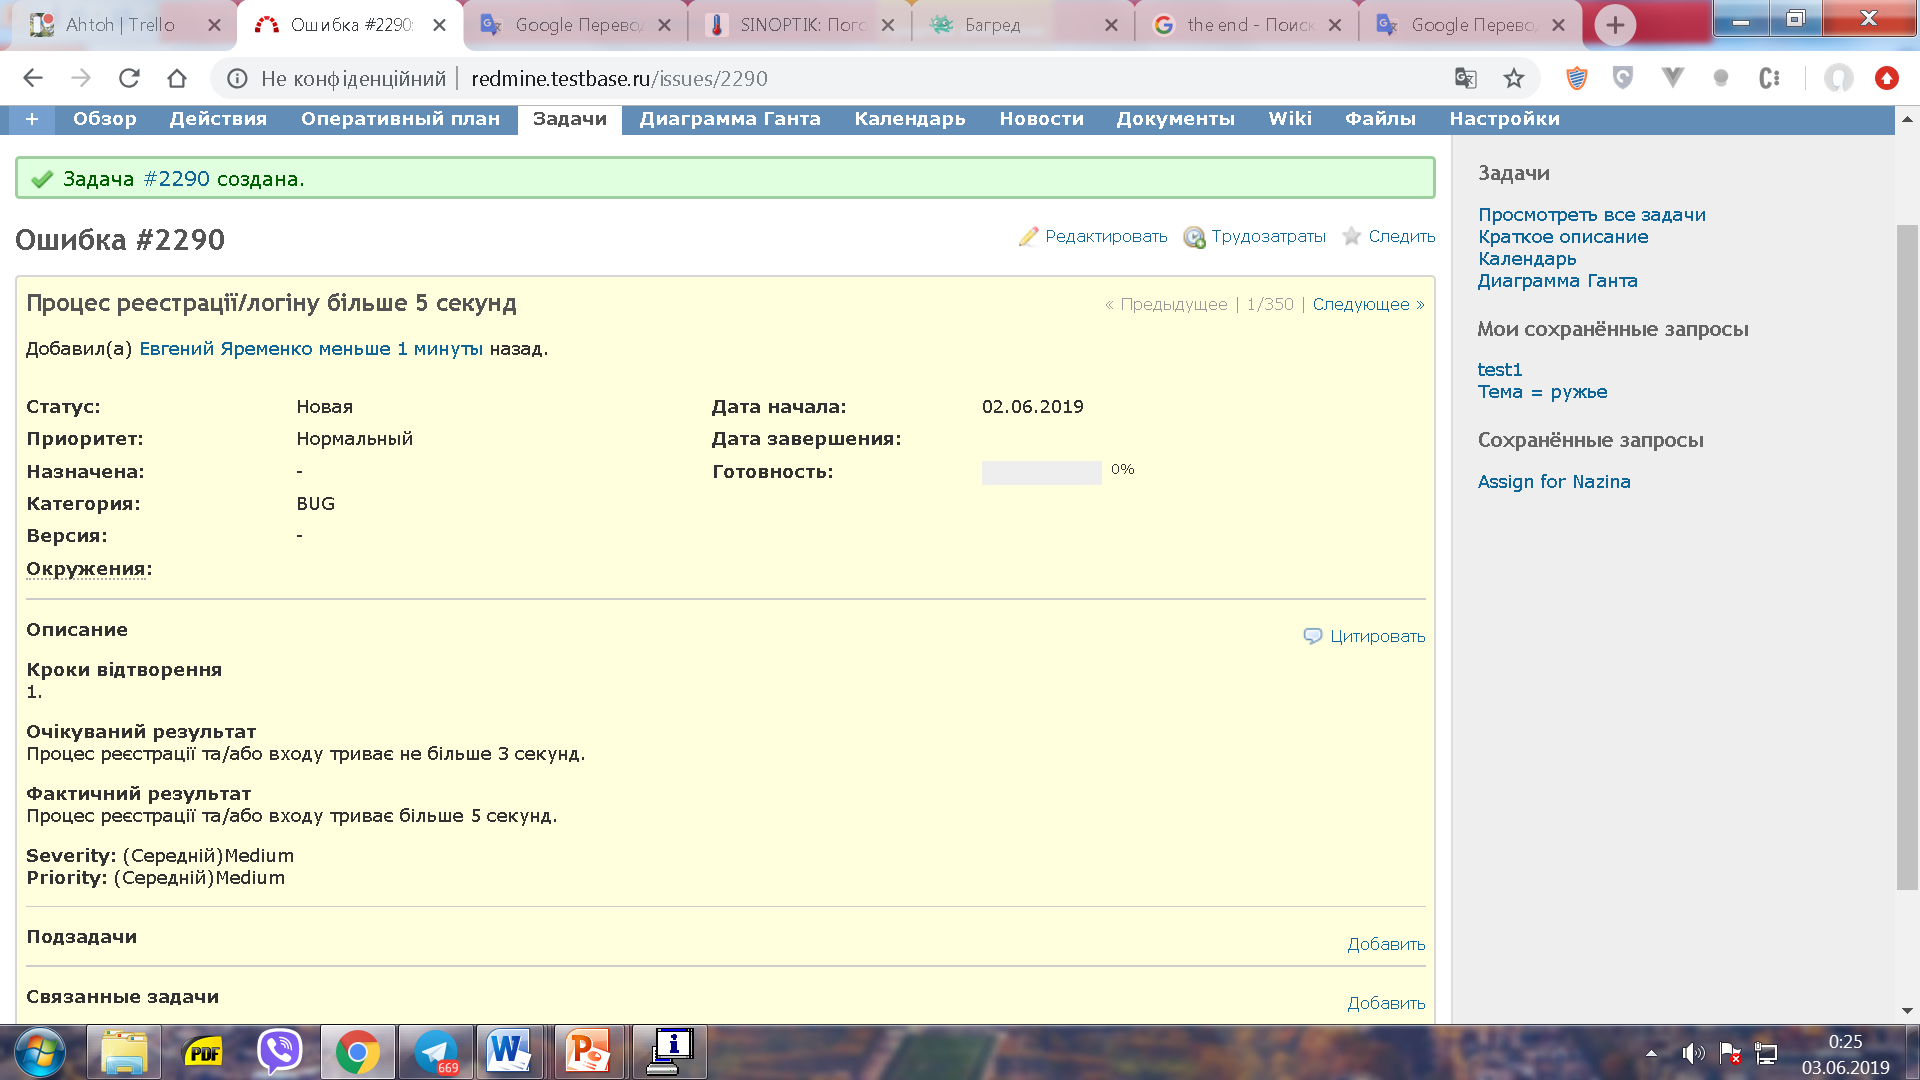 Ahtoh | Trello
Ошибка #2290:
Google Перевод
SINOPTIK: Пого
Багред
the end - Поиск
Google Перевод
Не конфіденційний | redmine.testbase.ru/issues/2290
+ Обзор Действия Оперативный план Задачи Диаграмма Ганта Календарь Новости Документы Wiki Файлы Настройки
Задача #2290 создана.
Ошибка #2290
Редактировать Трудозатраты Следить
Процес реестрації/логіну більше 5 секунд
« Предыдущее | 1/350 | Следующее »
Добавил(а) Евгений Яременко меньше 1 минуты назад.
Статус: Новая Дата начала: 02.06.2019
Приоритет: Нормальный Дата завершения:
Назначена: - Готовность: 0%
Категория: BUG
Версия: -
Окружения:
Описание
Цитировать
Кроки відтворення
1.
Очікуваний результат
Процес реєстрації та/або входу триває не більше 3 секунд.
Фактичний результат
Процес реєстрації та/або входу триває більше 5 секунд.
Severity: (Середній)Medium
Priority: (Середній)Medium
Подзадачи
Добавить
Связанные задачи
Добавить
Задачи
Просмотреть все задачи
Краткое описание
Календарь
Диаграмма Ганта
Мои сохранённые запросы
test1
Тема = ружье
Сохранённые запросы
Assign for Nazina
PDF
669
0:25
03.06.2019